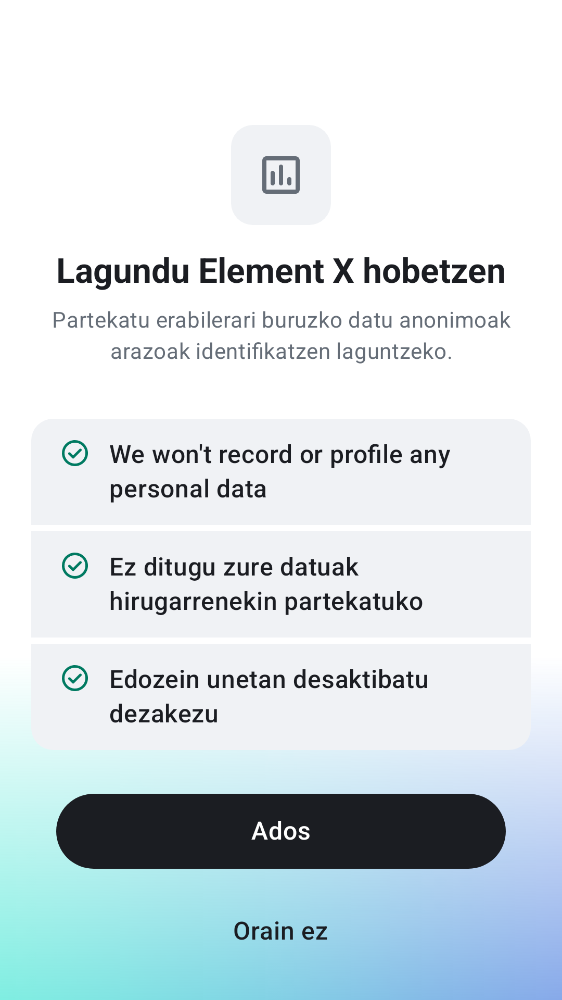 Lagundu Element X hobetzen
Partekatu erabilerari buruzko datu anonimoak
arazoak identifikatzen laguntzeko.
We won't record or profile any
personal data
Ez ditugu zure datuak
hirugarrenekin partekatuko
Edozein unetan desaktibatu
dezakezu
Ados
Orain ez